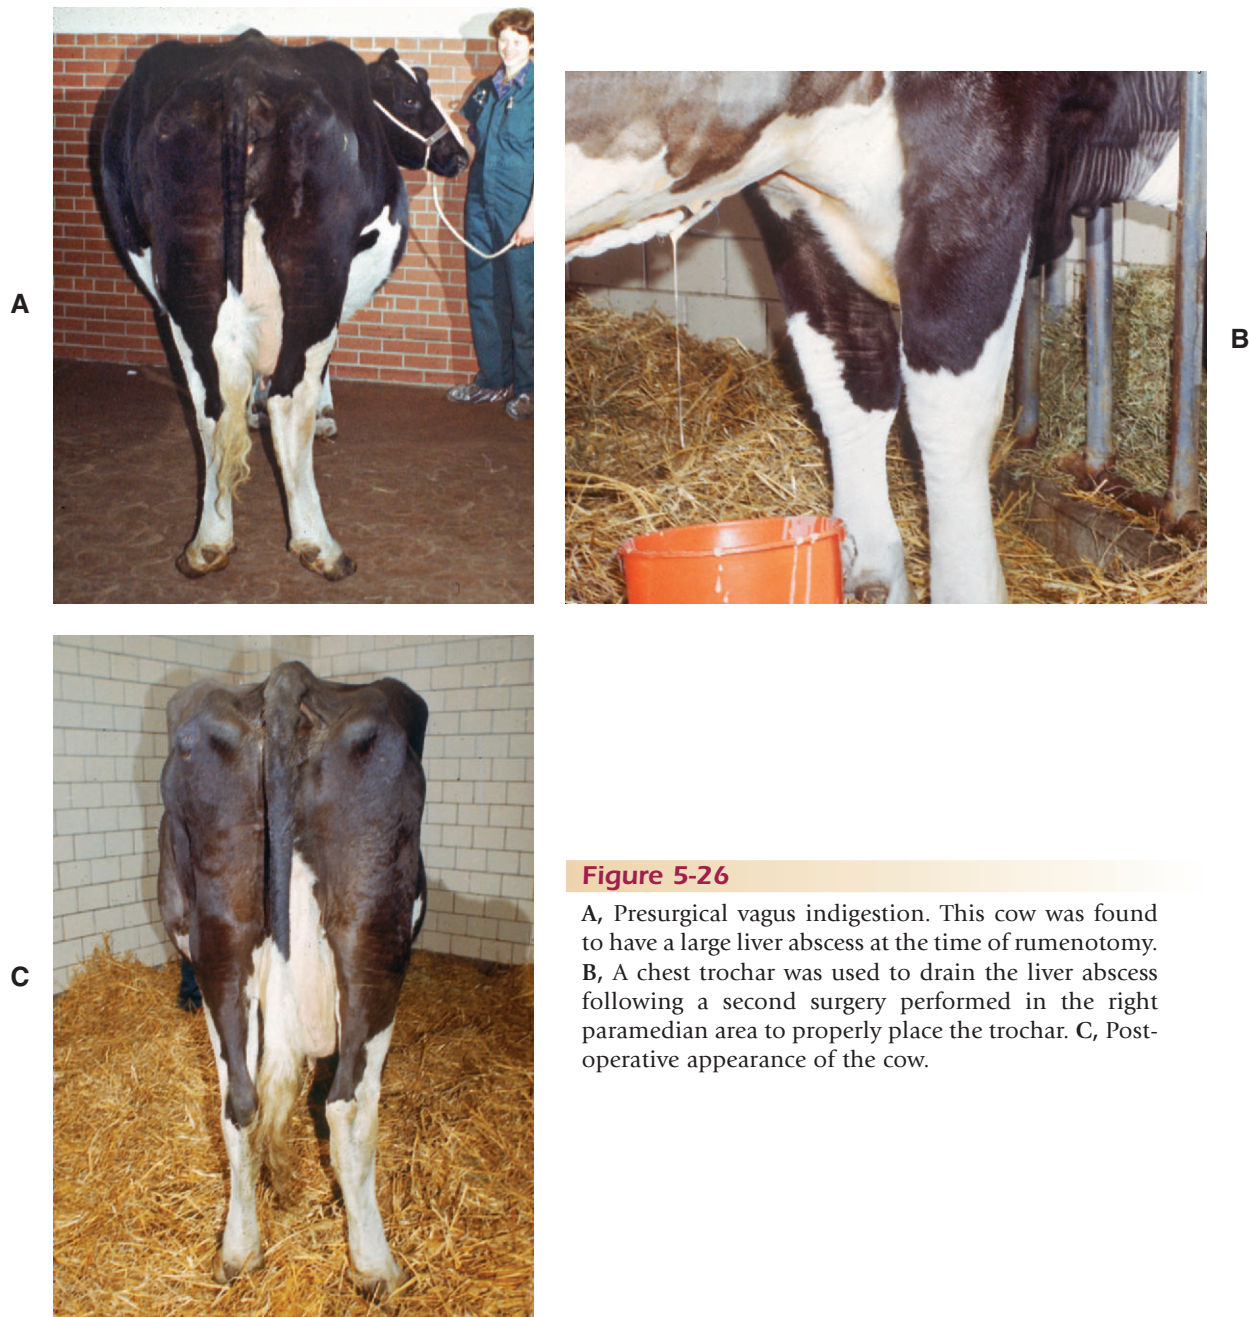 A
B
C
Figure 5-26
A, Presurgical vagus indigestion. This cow was found
to have a large liver abscess at the time of rumenotomy.
B, A chest trochar was used to drain the liver abscess
following a second surgery performed in the right
paramedian area to properly place the trochar. C, Post-
operative appearance of the cow.